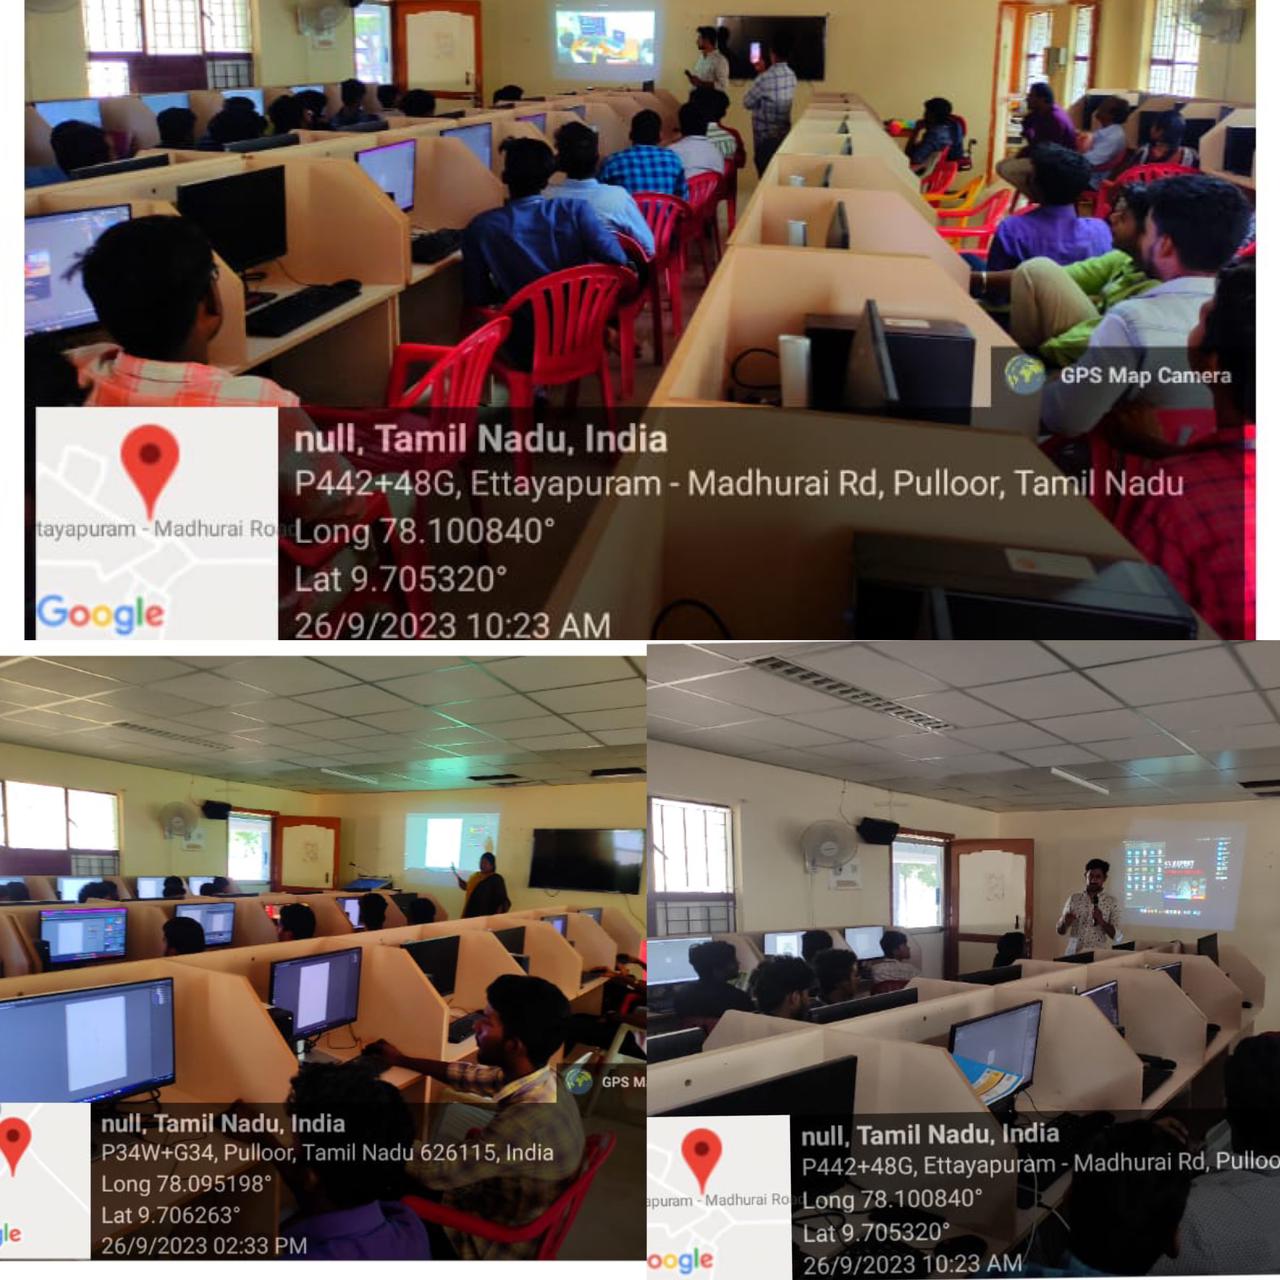 GPS Map Camera
null, Tamil Nadu, India
P442+48G, Ettayapuram - Madhurai Rd, Pulloor, Tamil Nadu
Long 78.100840°
Lat 9.705320°
26/9/2023 10:23 AM
tayapuram - Madhurai Roa
Google
GPS M
null, Tamil Nadu, India
P34W+G34, Pulloor, Tamil Nadu 626115, India
Long 78.095198°
Lat 9.706263°
26/9/2023 02:33 PM
gle
null, Tamil Nadu, India
P442+48G, Ettayapuram - Madhurai Rd, Pulloo
Long 78.100840°
Lat 9.705320°
26/9/2023 10:23 AM
apuram - Madhurai Road
oogle